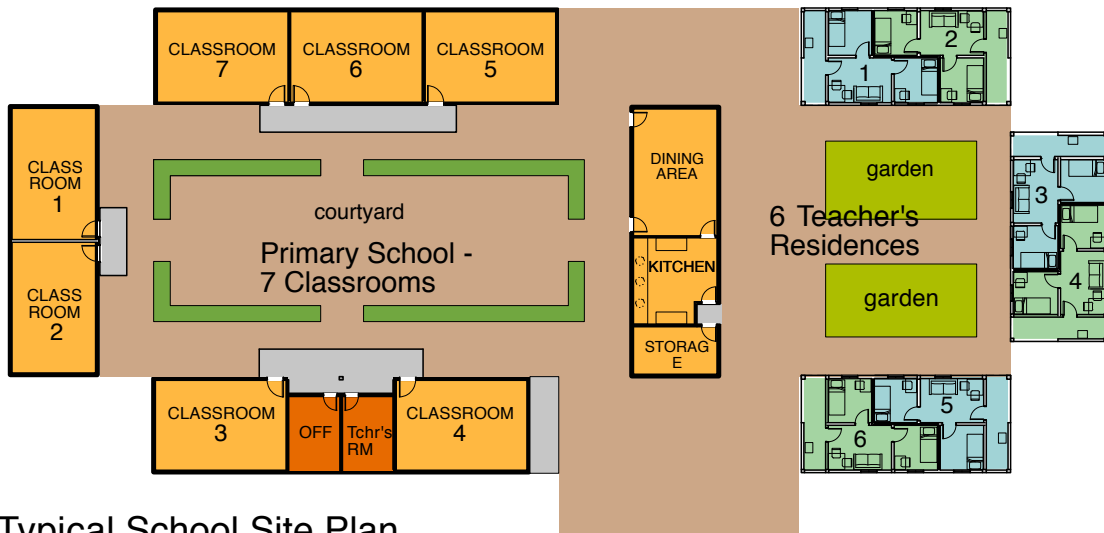 CLASSROOM
7
CLASSROOM
6
CLASSROOM
5
1
2
CLASS
ROOM
1
CLASS
ROOM
2
courtyard
Primary School -
7 Classrooms
DINING
AREA
KITCHEN
STORAG
E
garden
6 Teacher's
Residences
garden
3
4
CLASSROOM
3
OFF
Tchr's
RM
CLASSROOM
4
5
6
Typical School Site Plan